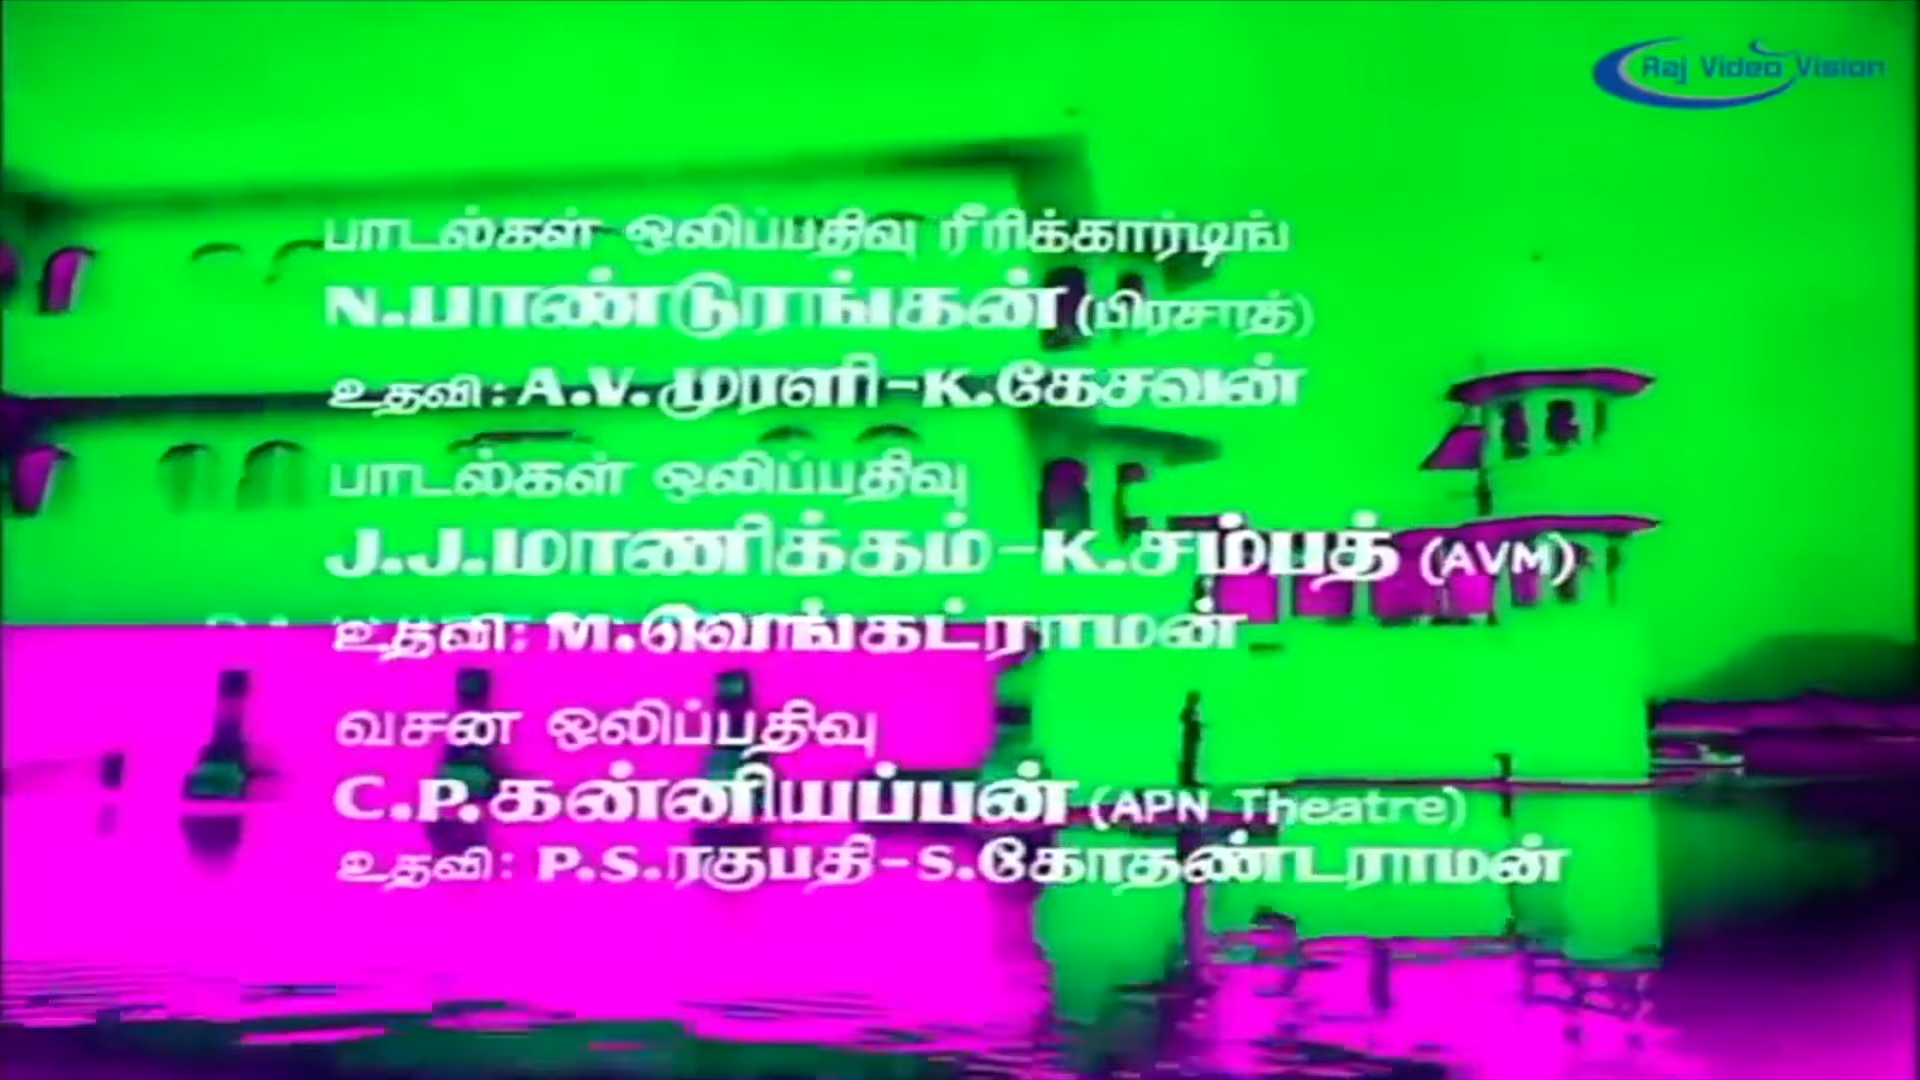 Raj Video Vision
பாடல்கள் ஒலிப்பதிவு ரீரிக்கார்டிங்
N.பாண்டுரங்கன் (பிரசாத்)
உதவி: A.V.முரளி-K.கேசவன்
பாடல்கள் ஒலிப்பதிவு
J.J.மாணிக்கம்-K.சம்பத் (AVM)
உதவி: M.வெங்கட்ராமன்
வசன ஒலிப்பதிவு
C.P.கன்னியப்பன் (APN Theatre)
உதவி: P.S.ரகுபதி-S.கோதண்டராமன்